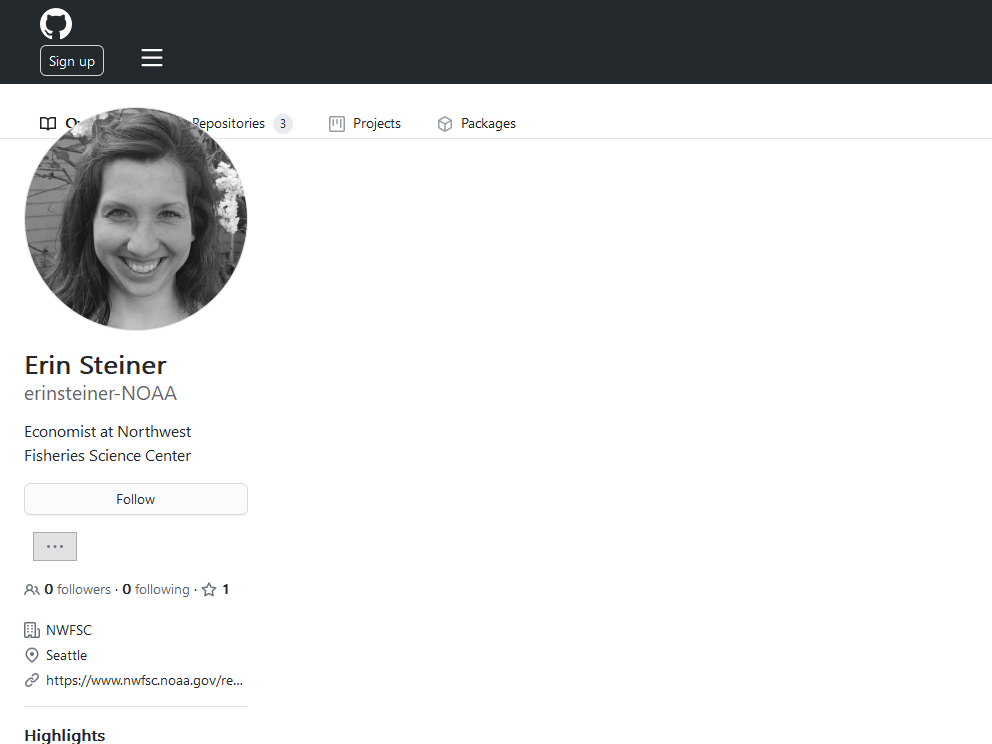 Sign up
Repositories 3
Projects
Packages
Erin Steiner
erinsteiner-NOAA
Economist at Northwest
Fisheries Science Center
Follow
...
0 followers · 0 following · 1
NWFSC
Seattle
https://www.nwfsc.noaa.gov/re...
Highlights